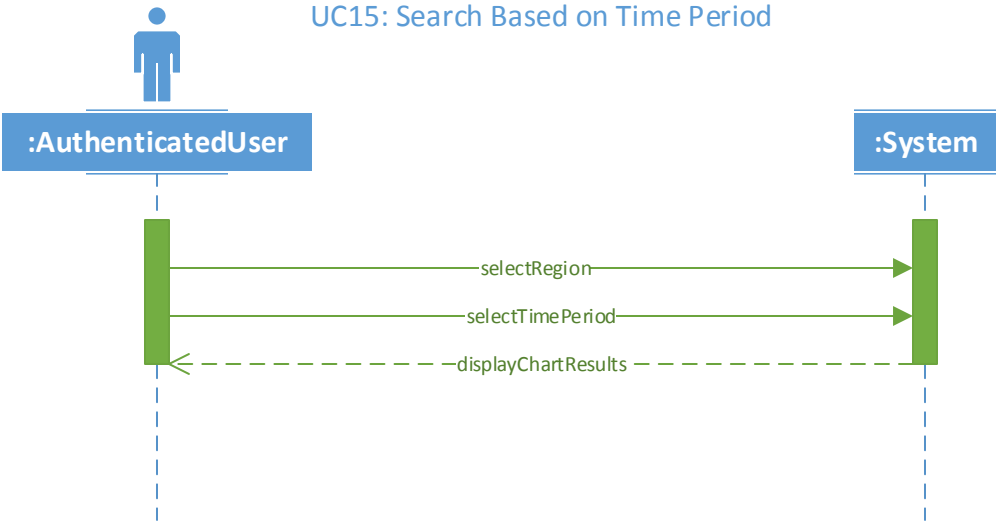 UC15: Search Based on Time Period
:AuthenticatedUser
:System
selectRegion
selectTimePeriod
displayChartResults